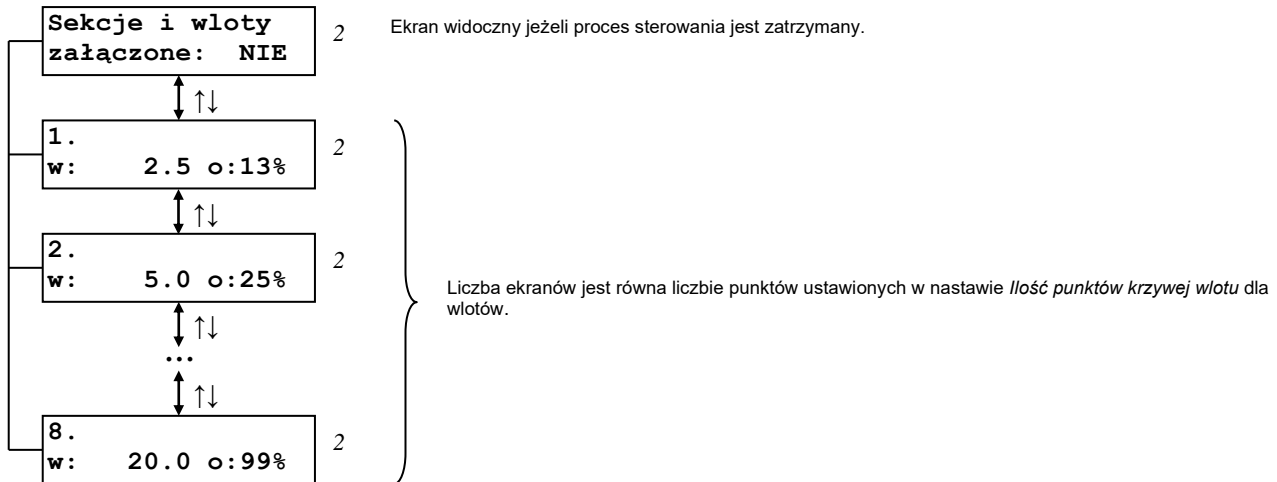 Sekcje i wloty
załączone: NIE
2
Ekran widoczny jeżeli proces sterowania jest zatrzymany.
↑↓
1.
w: 2.5 o:13%
2
↑↓
2.
w: 5.0 o:25%
2
Liczba ekranów jest równa liczbie punktów ustawionych w nastawie Ilość punktów krzywej wlotu dla
wlotów.
↑↓
...
↑↓
8.
w: 20.0 o:99%
2